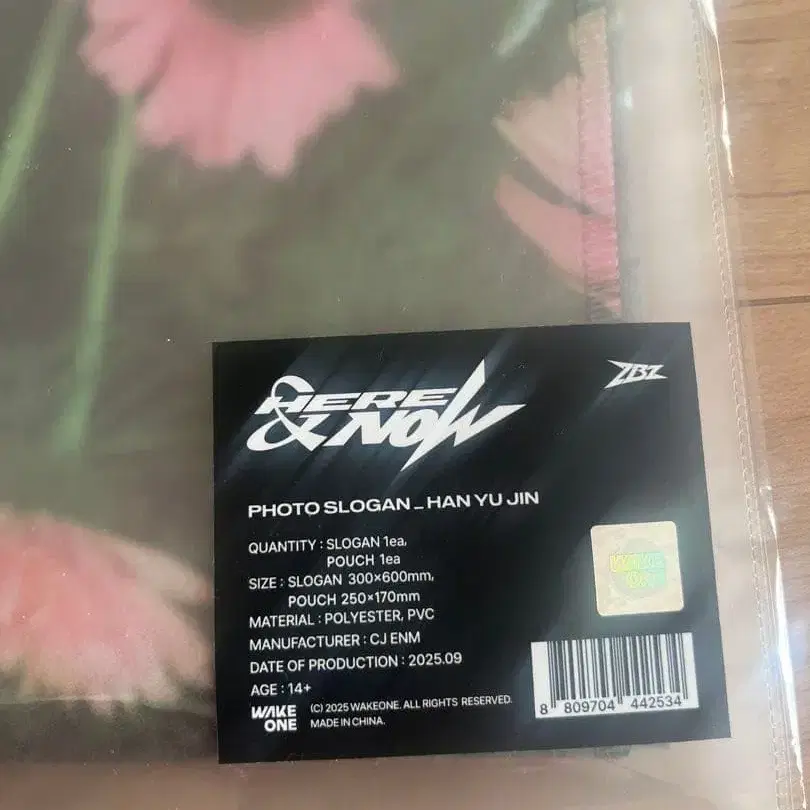 HERE
& NOW
ZB1
PHOTO SLOGAN_HAN YU JIN
QUANTITY : SLOGAN 1ea,
POUCH 1ea
SIZE : SLOGAN 300×600mm,
POUCH 250×170mm
MATERIAL : POLYESTER, PVC
MANUFACTURER : CJ ENM
DATE OF PRODUCTION : 2025.09
AGE : 14+
WAKE
ONE
(C) 2025 WAKEONE. ALL RIGHTS RESERVED.
MADE IN CHINA.
8 809704 442534